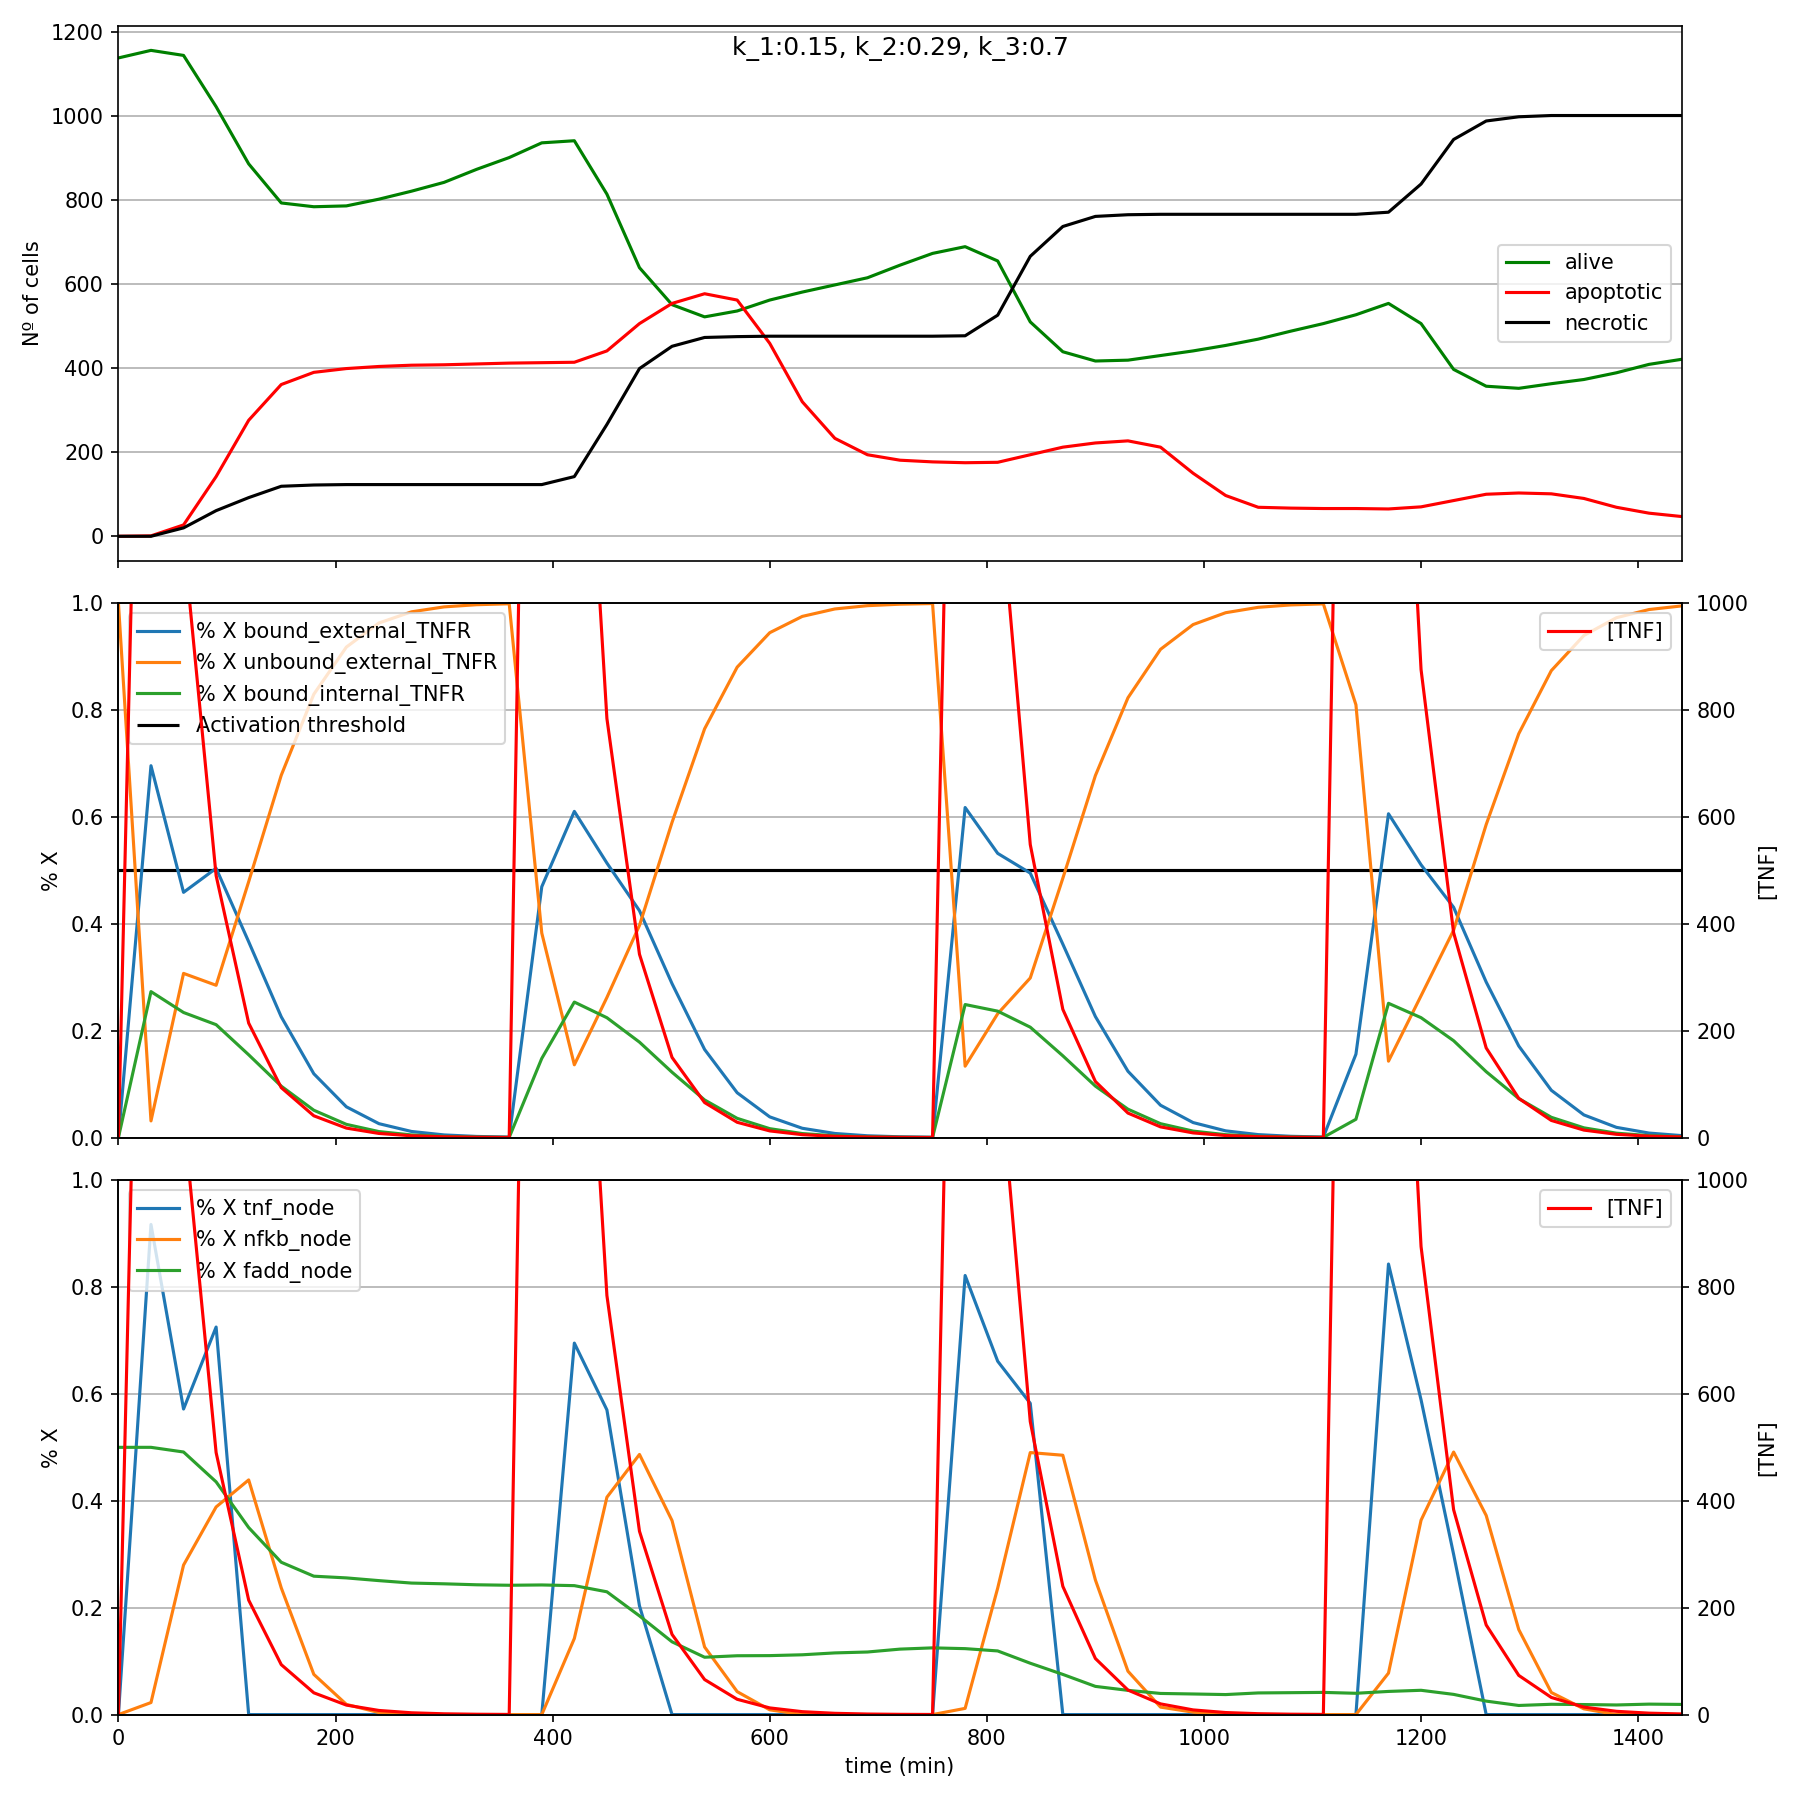 k_1:0.15, k_2:0.29, k_3:0.7
1200
1000
800
600
400
200
0
Nº of cells
alive
apoptotic
necrotic
1.0
0.8
0.6
0.4
0.2
0.0
% X
% X bound_external_TNFR
% X unbound_external_TNFR
% X bound_internal_TNFR
Activation threshold
[TNF]
1000
800
600
400
200
0
[TNF]
1.0
0.8
0.6
0.4
0.2
0.0
% X
% X tnf_node
% X nfkb_node
% X fadd_node
[TNF]
1000
800
600
400
200
0
[TNF]
0 200 400 600 800 1000 1200 1400
time (min)